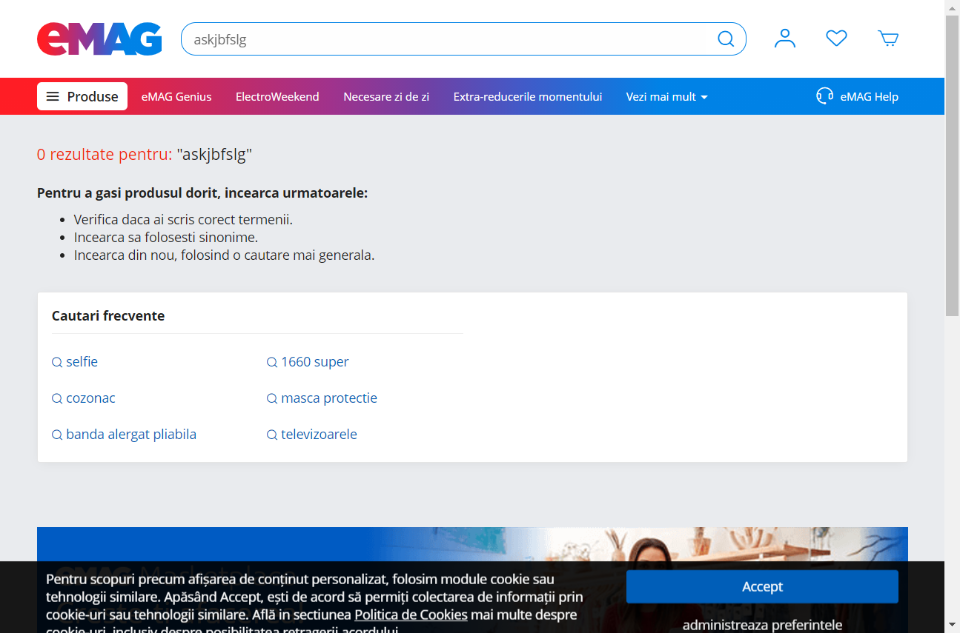 eMAG
askjbfslg
Produse
eMAG Genius
ElectroWeekend
Necesare zi de zi
Extra-reducerile momentului
Vezi mai mult
eMAG Help
0 rezultate pentru: "askjbfslg"
Pentru a gasi produsul dorit, incearca urmatoarele:
Verifica daca ai scris corect termenii.
Incearca sa folosesti sinonime.
Incearca din nou, folosind o cautare mai generala.
Cautari frecvente
selfie
1660 super
cozonac
masca protectie
banda alergat pliabila
televizoarele
Pentru scopuri precum afișarea de conținut personalizat, folosim module cookie sau
tehnologii similare. Apăsând Accept, ești de acord să permiți colectarea de informații prin
cookie-uri sau tehnologii similare. Află in sectiunea Politica de Cookies mai multe despre
cookie-uri, inclusiv despre posibilitatea retragerii acordului.
Accept
administreaza preferintele